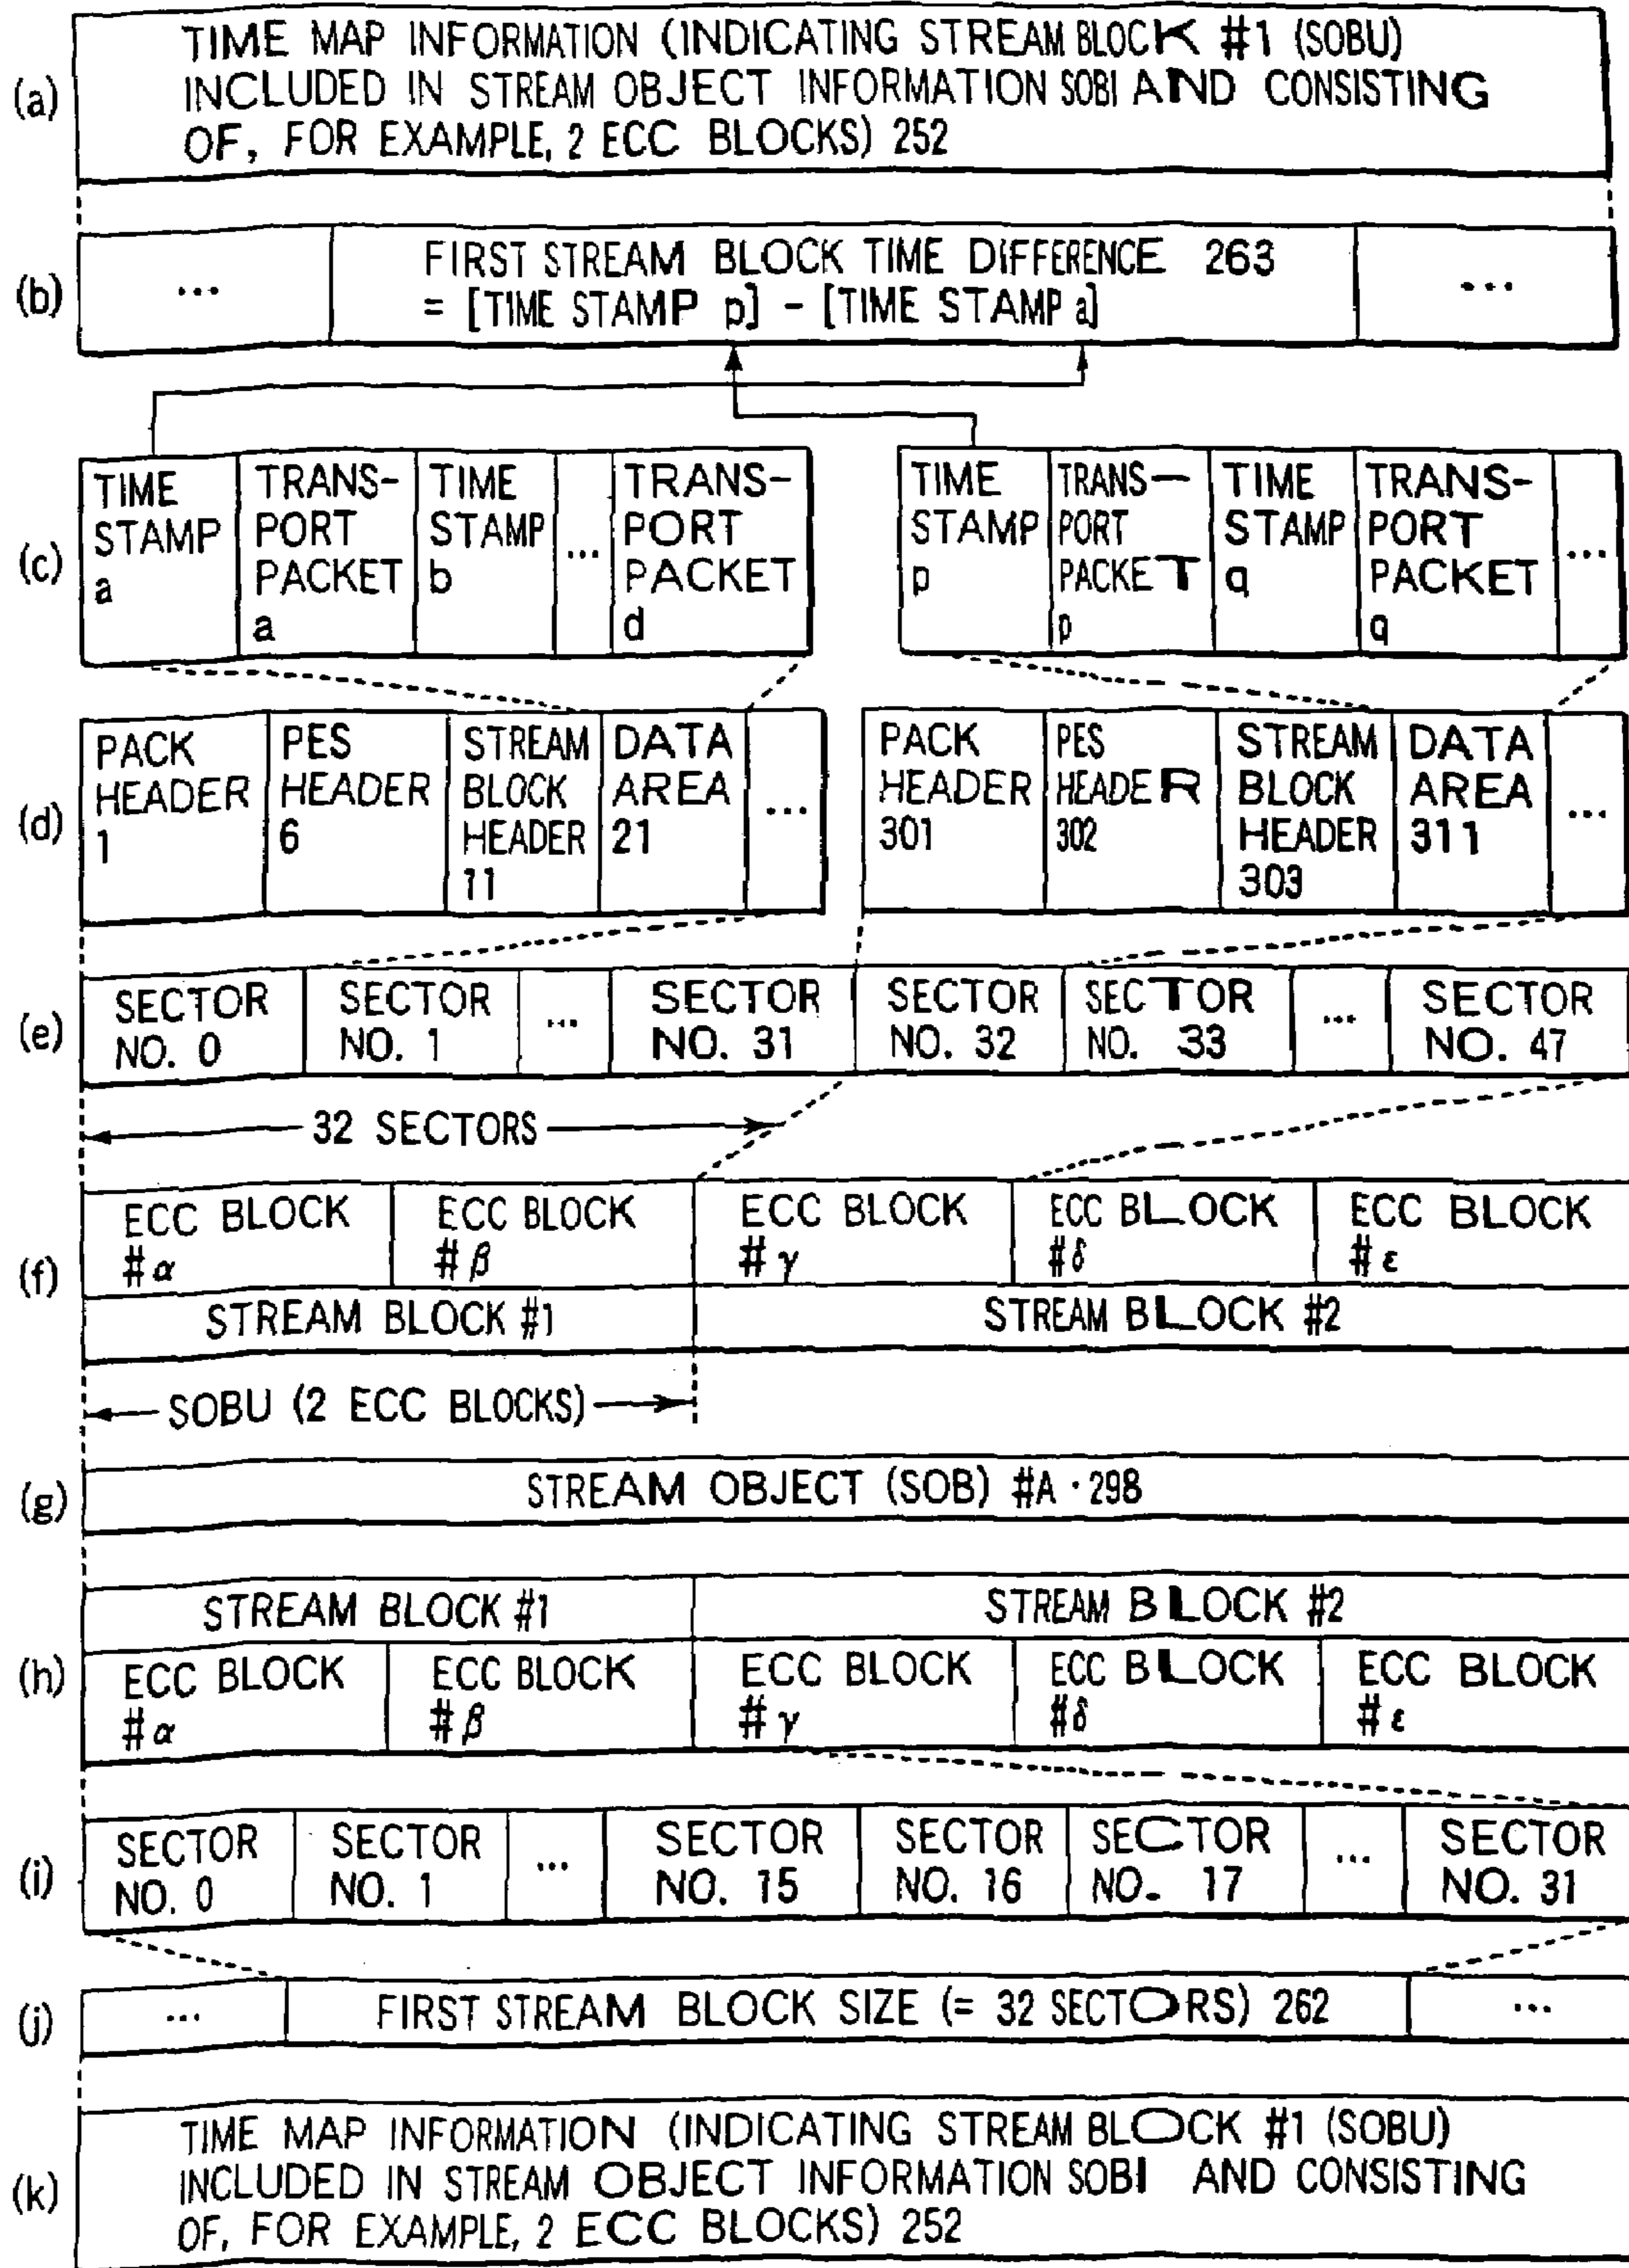 (a)
TIME MAP INFORMATION (INDICATING STREAM BLOCK #1 (SOBU)
INCLUDED IN STREAM OBJECT INFORMATION SOBI AND CONSISTING
OF, FOR EXAMPLE, 2 ECC BLOCKS) 252
(b)
...
FIRST STREAM BLOCK TIME DIFFERENCE 263
= [TIME STAMP p] - [TIME STAMP a]
...
(c)
TIME
STAMP
a
TRANS-
PORT
PACKET
a
TIME
STAMP
b
...
TRANS-
PORT
PACKET
d
TIME
STAMP
p
TRANS-
PORT
PACKET
p
TIME
STAMP
q
TRANS-
PORT
PACKET
q
...
(d)
PACK
HEADER
1
PES
HEADER
6
STREAM
BLOCK
HEADER
11
DATA
AREA
21
...
PACK
HEADER
301
PES
HEADER
302
STREAM
BLOCK
HEADER
303
DATA
AREA
311
...
(e)
SECTOR
NO. 0
SECTOR
NO. 1
...
SECTOR
NO. 31
SECTOR
NO. 32
SECTOR
NO. 33
...
SECTOR
NO. 47
32 SECTORS
(f)
ECC BLOCK
#α
ECC BLOCK
#β
ECC BLOCK
#γ
ECC BLOCK
#δ
ECC BLOCK
#ε
STREAM BLOCK #1
STREAM BLOCK #2
SOBU (2 ECC BLOCKS)
(g)
STREAM OBJECT (SOB) #A · 298
(h)
STREAM BLOCK #1
STREAM BLOCK #2
ECC BLOCK
#α
ECC BLOCK
#β
ECC BLOCK
#γ
ECC BLOCK
#δ
ECC BLOCK
#ε
(i)
SECTOR
NO. 0
SECTOR
NO. 1
...
SECTOR
NO. 15
SECTOR
NO. 16
SECTOR
NO. 17
...
SECTOR
NO. 31
(j)
...
FIRST STREAM BLOCK SIZE (= 32 SECTORS) 262
...
(k)
TIME MAP INFORMATION (INDICATING STREAM BLOCK #1 (SOBU)
INCLUDED IN STREAM OBJECT INFORMATION SOBI AND CONSISTING
OF, FOR EXAMPLE, 2 ECC BLOCKS) 252